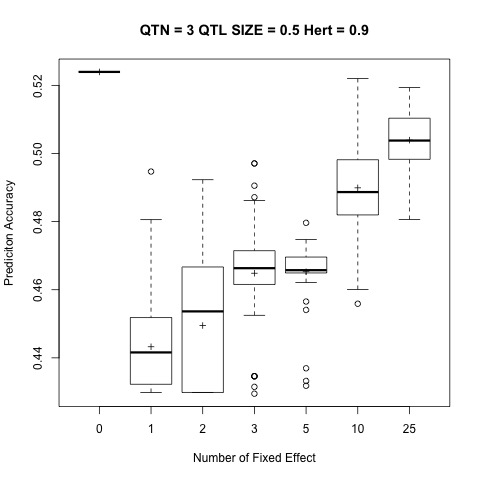 QTN = 3 QTL SIZE = 0.5 Hert = 0.9
Prediciton Accuracy
0.52
0.50
0.48
0.46
0.44
0 1 2 3 5 10 25
Number of Fixed Effect